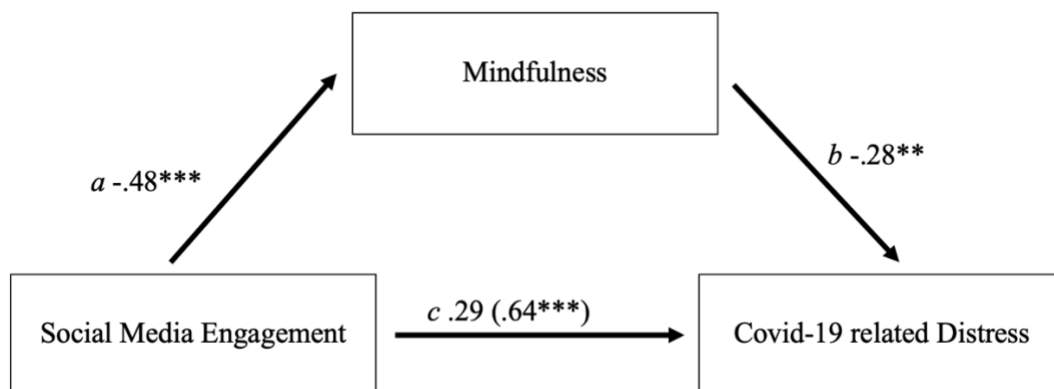 Mindfulness
a -.48***
b -.28**
c .29 (.64***)
Social Media Engagement
Covid-19 related Distress